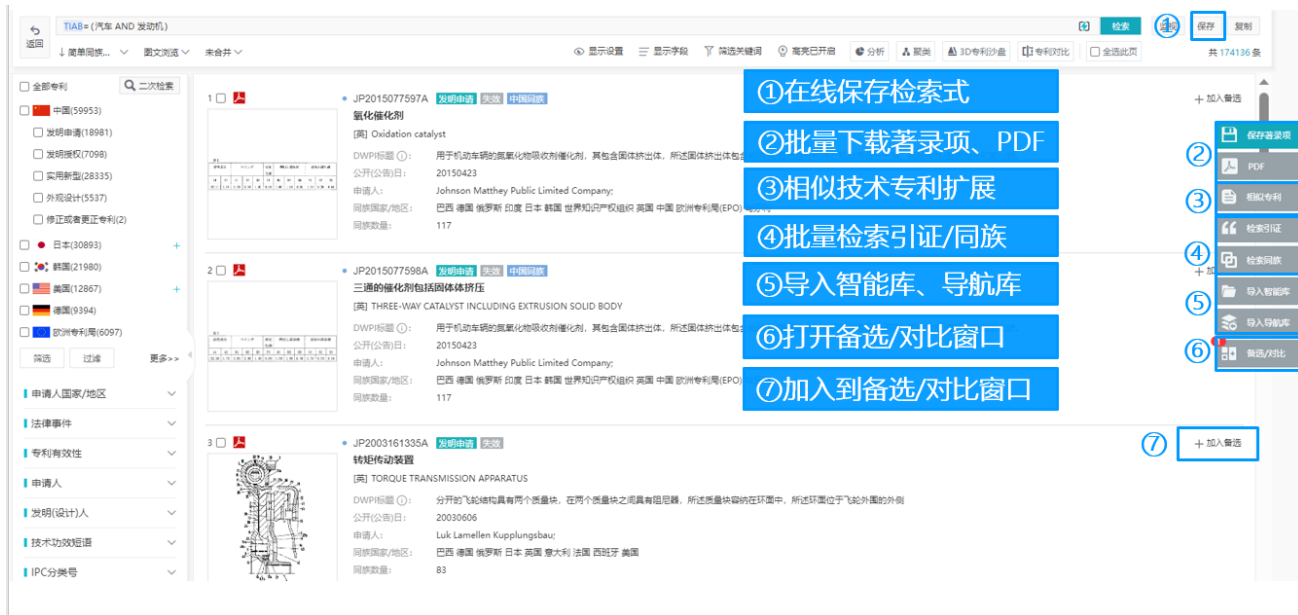 TIAB= (汽车 AND 发动机)
检索
①
保存
复制
返回
↓简单同族...
图文浏览
未合并
显示设置
显示字段
筛选关键词
高亮已开启
分析
聚类
3D专利沙盘
专利对比
全选此页
共 174136 条
全部专利
二次检索
中国(59953)
发明申请(18981)
发明授权(7098)
实用新型(28335)
外观设计(5537)
修正或者更正专利(2)
日本(30893) +
韩国(21980)
美国(12867) +
德国(9394)
欧洲专利局(6097)
筛选
过滤
更多>>
申请人国家/地区
法律事件
专利有效性
申请人
发明(设计)人
技术功效短语
IPC分类号
1
JP2015077597A 发明申请 失效 中国同族
+ 加入备选
氧化催化剂
[英] Oxidation catalyst
DWPI标题: 用于机动车辆的氮氧化物吸收剂催化剂，其包含固体挤出体，所述固体挤出体包
公开(公告)日: 20150423
申请人: Johnson Matthey Public Limited Company;
同族国家/地区: 巴西 德国 俄罗斯 印度 日本 韩国 世界知识产权组织 英国 中国 欧洲专利局(EPO)
同族数量: 117
2
JP2015077598A 发明申请 失效 中国同族
三通的催化剂包括固体体挤压
[英] THREE-WAY CATALYST INCLUDING EXTRUSION SOLID BODY
DWPI标题: 用于机动车辆的氮氧化物吸收剂催化剂，其包含固体挤出体，所述固体挤出体包
公开(公告)日: 20150423
申请人: Johnson Matthey Public Limited Company;
同族国家/地区: 巴西 德国 俄罗斯 印度 日本 韩国 世界知识产权组织 英国 中国 欧洲专利局(EPO)
同族数量: 117
3
JP2003161335A 发明申请 失效
⑦
+ 加入备选
转矩传动装置
[英] TORQUE TRANSMISSION APPARATUS
DWPI标题: 分开的飞轮结构具有两个质量块，在两个质量块之间具有阻尼器，所述质量块容纳在环面中，所述环面位于飞轮外围的外侧
公开(公告)日: 20030606
申请人: Luk Lamellen Kupplungsbau;
同族国家/地区: 巴西 德国 俄罗斯 日本 英国 意大利 法国 西班牙 美国
同族数量: 83
①在线保存检索式
②批量下载著录项、PDF
③相似技术专利扩展
④批量检索引证/同族
⑤导入智能库、导航库
⑥打开备选/对比窗口
⑦加入到备选/对比窗口
保存著录项
②
PDF
③
相似专利
检索引证
④
检索同族
导入智能库
⑤
导入导航库
⑥
1
备选/对比